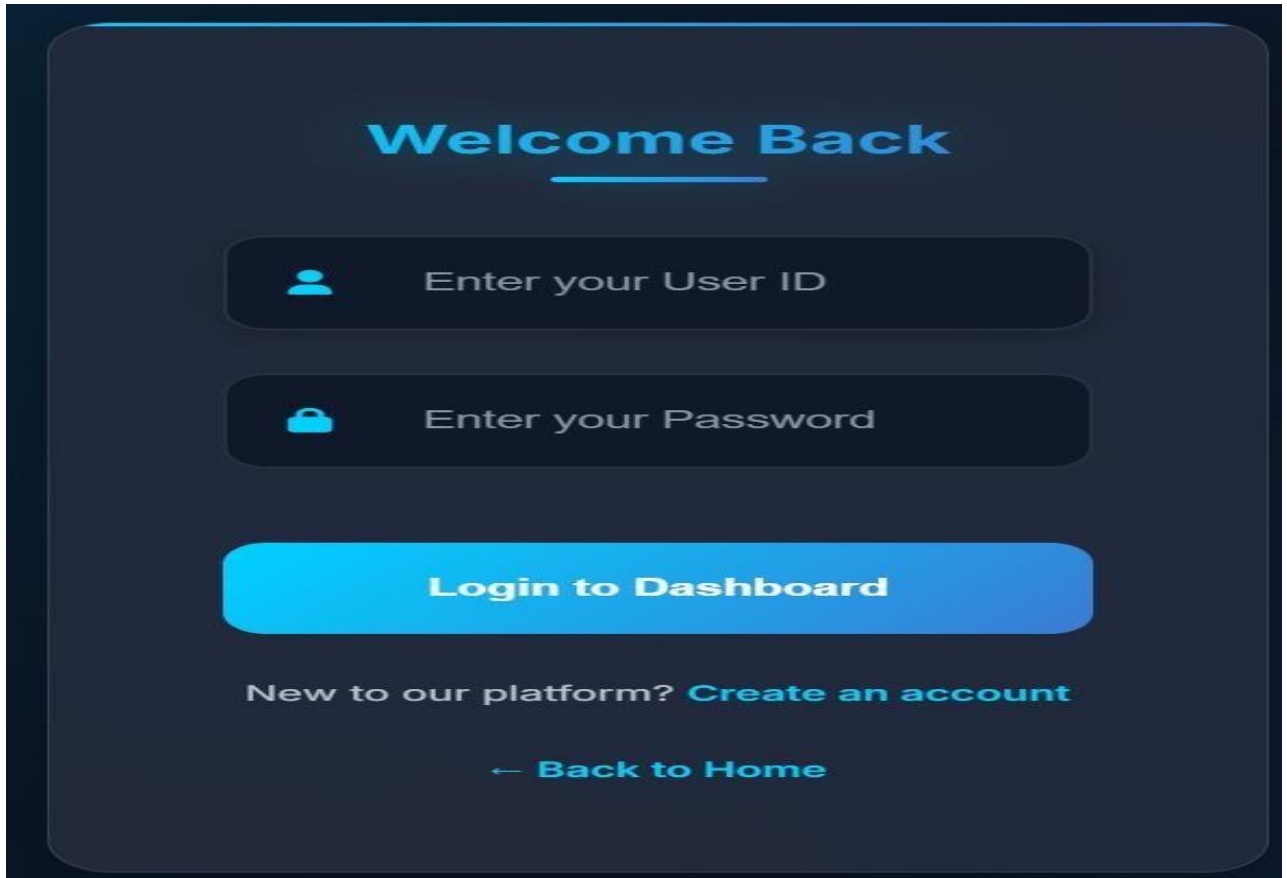 Welcome Back
Enter your User ID
Enter your Password
Login to Dashboard
New to our platform? Create an account
← Back to Home